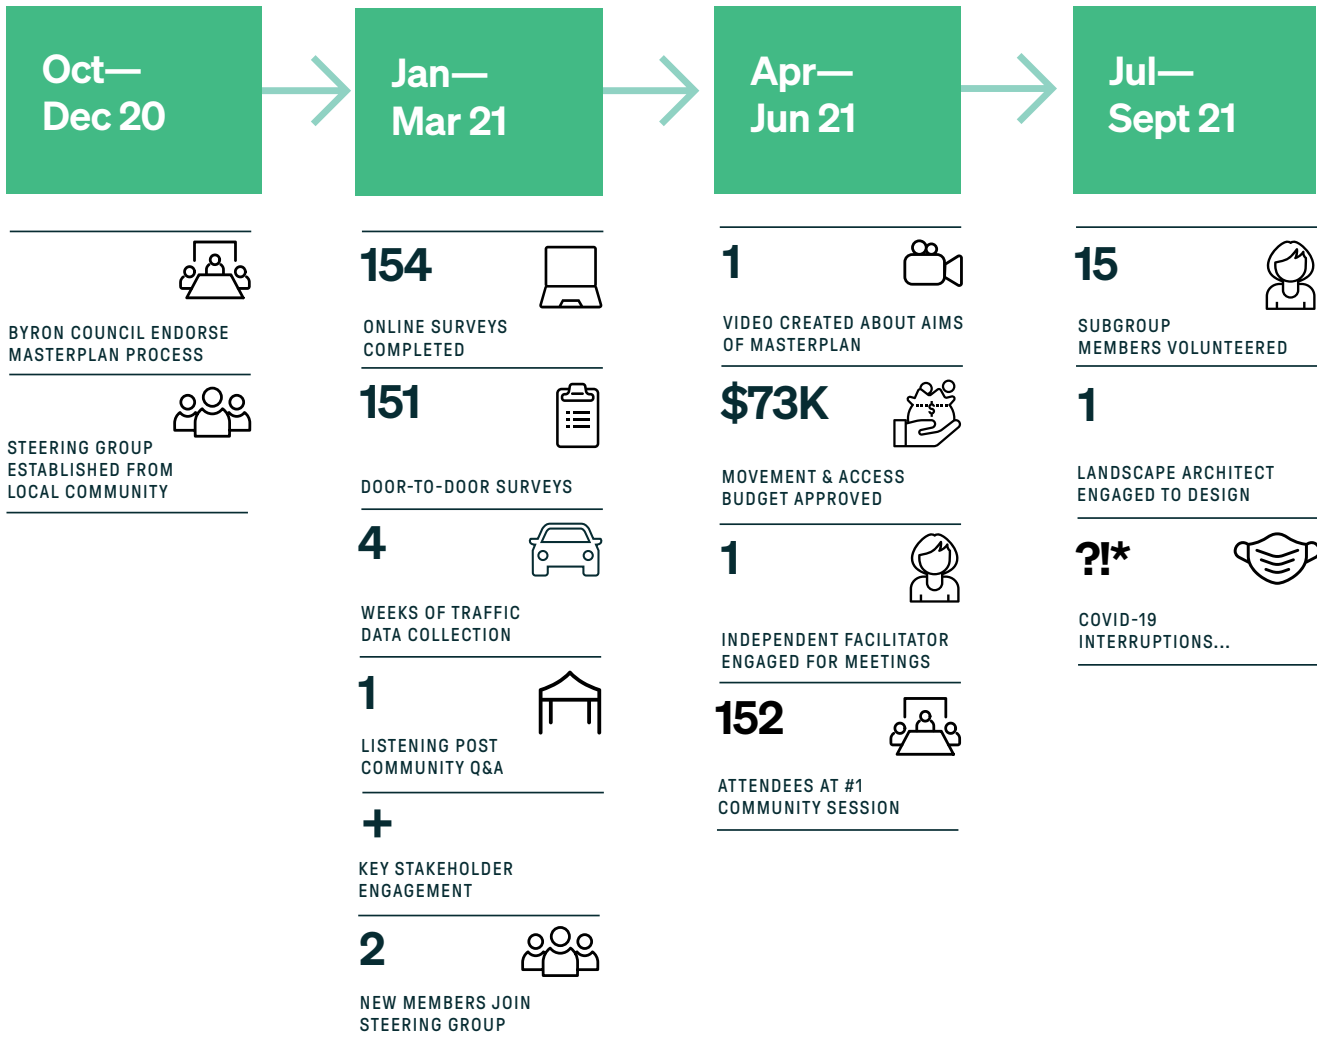 Oct—
Dec 20
BYRON COUNCIL ENDORSE
MASTERPLAN PROCESS
STEERING GROUP
ESTABLISHED FROM
LOCAL COMMUNITY
Jan—
Mar 21
154
ONLINE SURVEYS
COMPLETED
151
DOOR-TO-DOOR SURVEYS
4
WEEKS OF TRAFFIC
DATA COLLECTION
1
LISTENING POST
COMMUNITY Q&A
+
KEY STAKEHOLDER
ENGAGEMENT
2
NEW MEMBERS JOIN
STEERING GROUP
Apr—
Jun 21
1
VIDEO CREATED ABOUT AIMS
OF MASTERPLAN
$73K
$
MOVEMENT & ACCESS
BUDGET APPROVED
1
INDEPENDENT FACILITATOR
ENGAGED FOR MEETINGS
152
ATTENDEES AT #1
COMMUNITY SESSION
Jul—
Sept 21
15
SUBGROUP
MEMBERS VOLUNTEERED
1
LANDSCAPE ARCHITECT
ENGAGED TO DESIGN
?!*
COVID-19
INTERRUPTIONS...